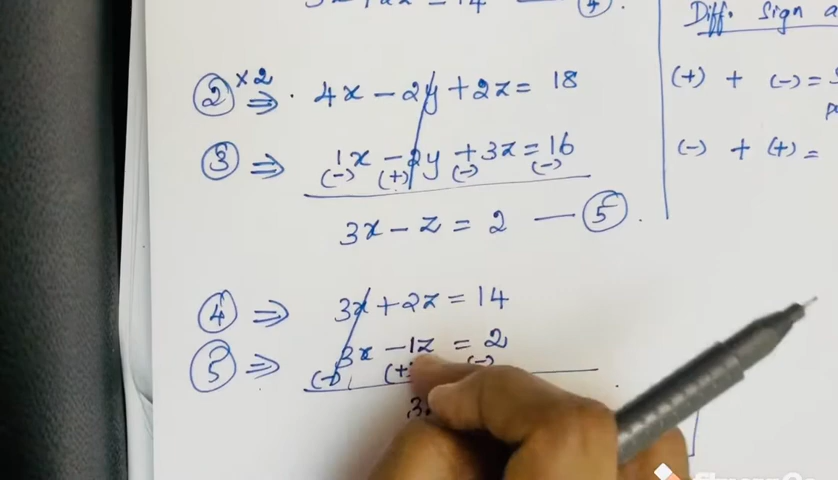 Diff. Sign
② ×2 ⇒ 4x − 2y + 2z = 18
③ ⇒ 1x − 2y + 3z = 16
(−) (+) (−) (−)
3x − z = 2 — ⑤.
(+) + (−) =
(−) + (+) =
④ ⇒ 3x + 2z = 14
⑤ ⇒ 3x − 1z = 2
(−) (+) (−)